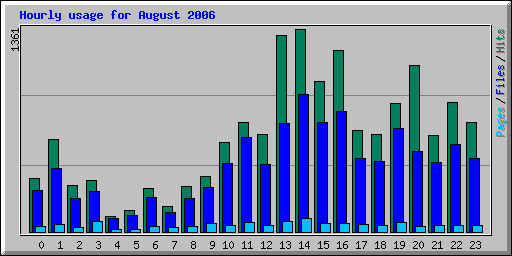 Hourly usage for August 2006
1361
Pages / Files / Hits
0 1 2 3 4 5 6 7 8 9 10 11 12 13 14 15 16 17 18 19 20 21 22 23